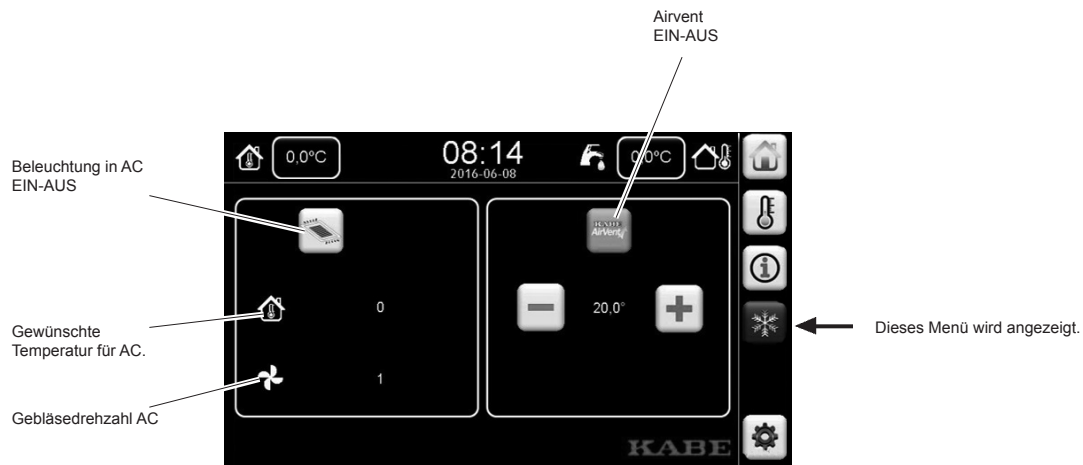 Airvent
EIN-AUS
Beleuchtung in AC
EIN-AUS
0,0°C
08:14
2016-06-08
0,0°C
KABE
AirVent
Gewünschte
Temperatur für AC.
0
20,0°
Dieses Menü wird angezeigt.
Gebläsedrehzahl AC
1
KABE